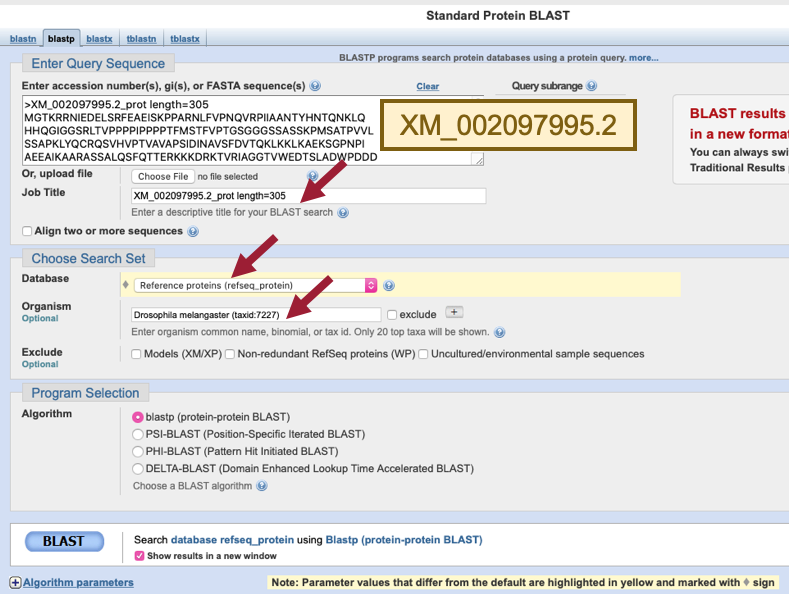 Standard Protein BLAST
blastn blastp blastx tblastn tblastx
Enter Query Sequence
BLASTP programs search protein databases using a protein query. more...
Enter accession number(s), gi(s), or FASTA sequence(s)
Clear
Query subrange
>XM_002097995.2_prot length=305
MGTKRRNIEDELSRFEAEISKPPARNLFVPNQVRPIIAANTYHNTQNKLQ
HHQGIGGSRLTVPPPPIPPPPTFMSTFVPTGSGGGSSASSKPMSATPVVL
SSAPKLYQCRQSVHVPTVAVAPSIDINAVSFDVTQKLKKLKAEKSGPNPI
AEEAIKAARASSALQSFQTTERKKKDRKTVRIAGGTVWEDTSLADWPDDD
XM_002097995.2
BLAST results
in a new forma
You can always swi
Traditional Results
Or, upload file
Choose File no file selected
Job Title
XM_002097995.2_prot length=305
Enter a descriptive title for your BLAST search
Align two or more sequences
Choose Search Set
Database
Reference proteins (refseq_protein)
Organism
Optional
Drosophila melangaster (taxid:7227)
exclude +
Enter organism common name, binomial, or tax id. Only 20 top taxa will be shown.
Exclude
Optional
Models (XM/XP) Non-redundant RefSeq proteins (WP) Uncultured/environmental sample sequences
Program Selection
Algorithm
blastp (protein-protein BLAST)
PSI-BLAST (Position-Specific Iterated BLAST)
PHI-BLAST (Pattern Hit Initiated BLAST)
DELTA-BLAST (Domain Enhanced Lookup Time Accelerated BLAST)
Choose a BLAST algorithm
BLAST
Search database refseq_protein using Blastp (protein-protein BLAST)
Show results in a new window
Algorithm parameters
Note: Parameter values that differ from the default are highlighted in yellow and marked with ♦ sign